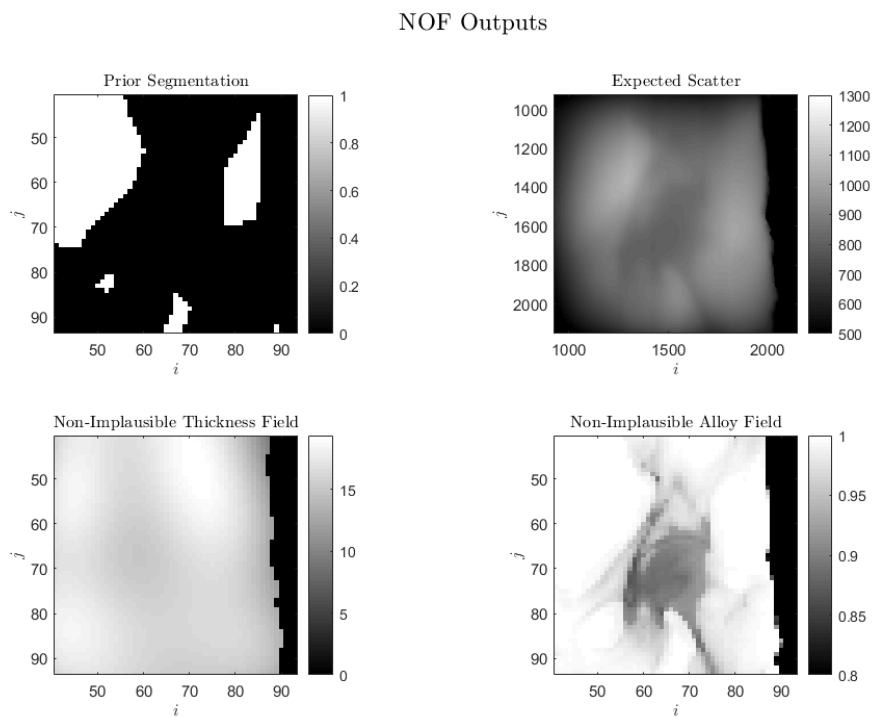 NOF Outputs
Prior Segmentation
50
60
70
80
90
j
50 60 70 80 90
i
1
0.8
0.6
0.4
0.2
0
Expected Scatter
1000
1200
1400
1600
1800
2000
j
1000 1500 2000
i
1300
1200
1100
1000
900
800
700
600
500
Non-Implausible Thickness Field
50
60
70
80
90
j
50 60 70 80 90
i
15
10
5
0
Non-Implausible Alloy Field
50
60
70
80
90
j
50 60 70 80 90
i
1
0.95
0.9
0.85
0.8